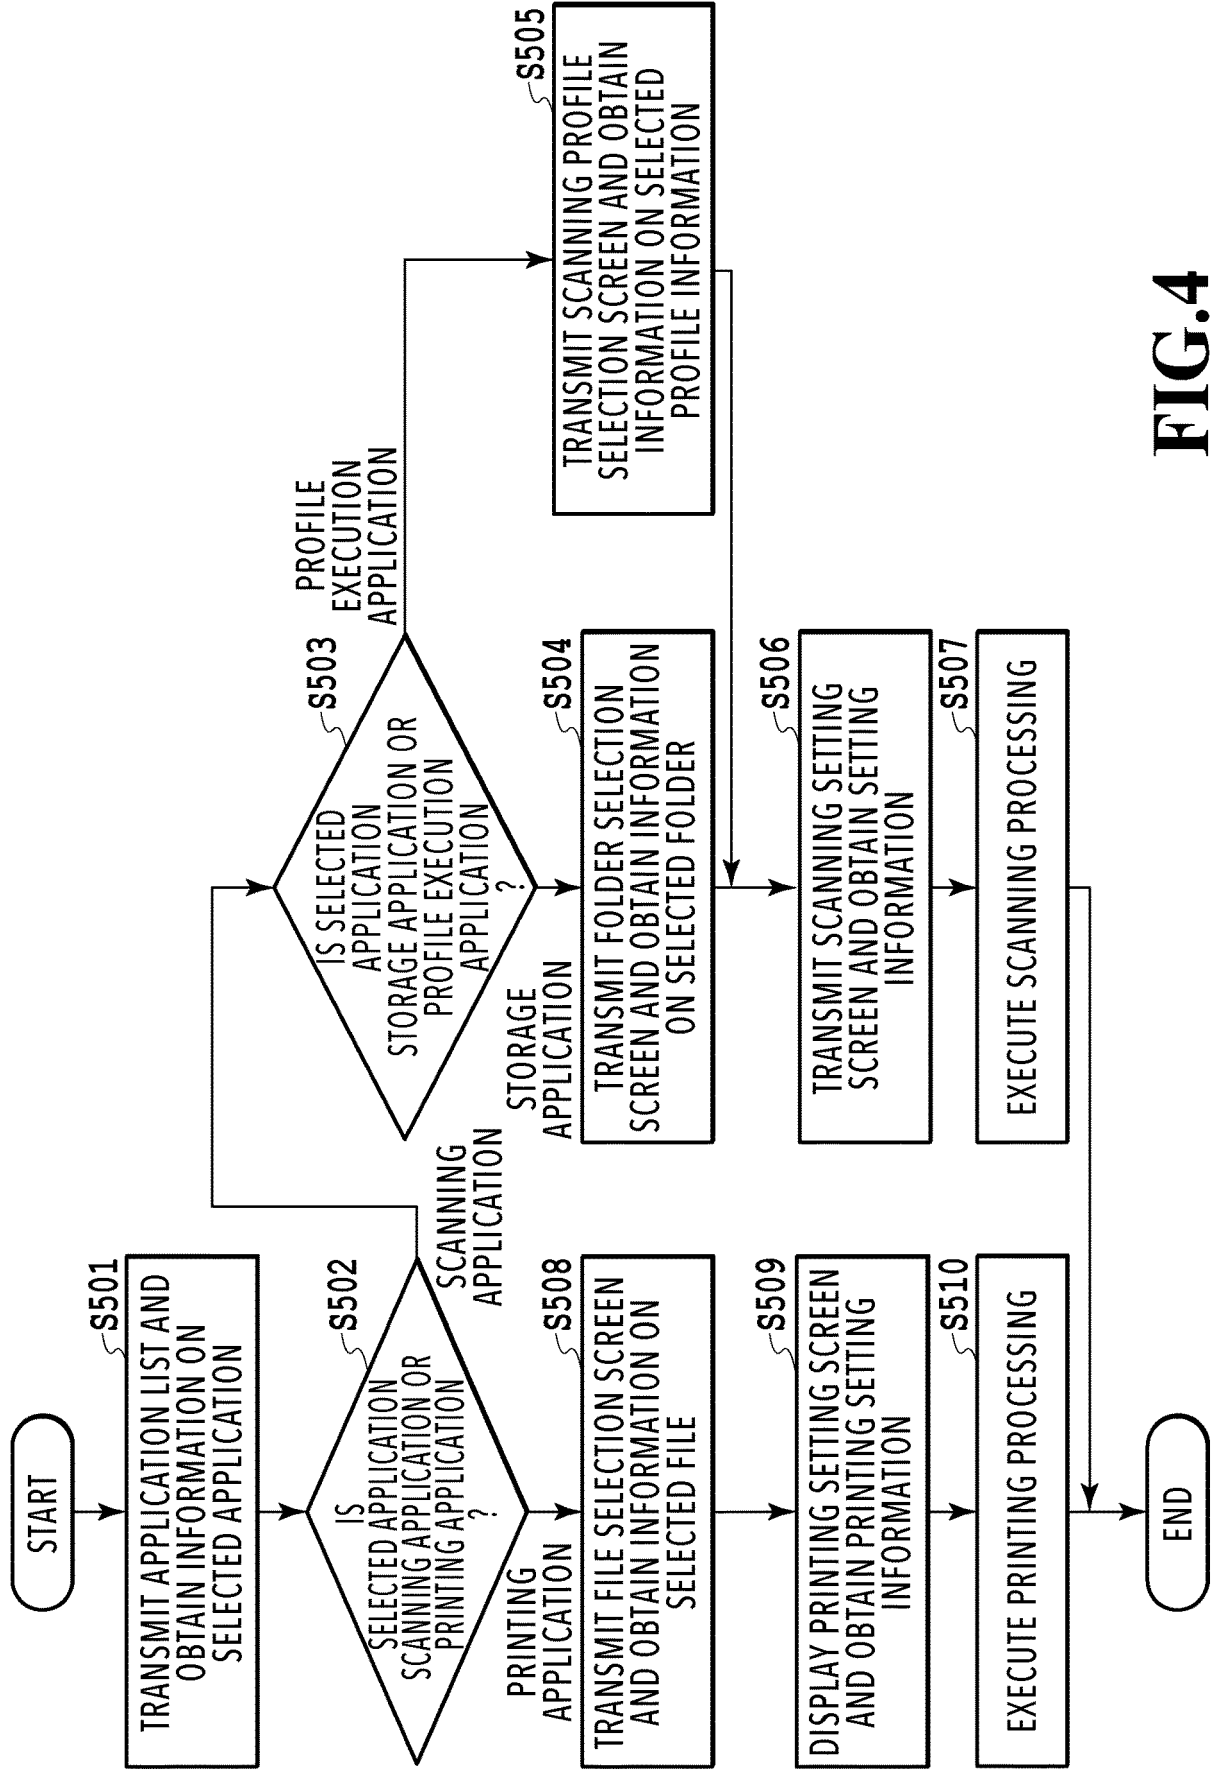 START
S501
TRANSMIT APPLICATION LIST AND
OBTAIN INFORMATION ON
SELECTED APPLICATION
S502
IS
SELECTED APPLICATION
SCANNING APPLICATION OR
PRINTING APPLICATION
?
SCANNING
APPLICATION
PRINTING
APPLICATION
S503
IS SELECTED
APPLICATION
STORAGE APPLICATION OR
PROFILE EXECUTION
APPLICATION
?
PROFILE
EXECUTION
APPLICATION
STORAGE
APPLICATION
S504
TRANSMIT FOLDER SELECTION
SCREEN AND OBTAIN INFORMATION
ON SELECTED FOLDER
S505
TRANSMIT SCANNING PROFILE
SELECTION SCREEN AND OBTAIN
INFORMATION ON SELECTED
PROFILE INFORMATION
S506
TRANSMIT SCANNING SETTING
SCREEN AND OBTAIN SETTING
INFORMATION
S507
EXECUTE SCANNING PROCESSING
S508
TRANSMIT FILE SELECTION SCREEN
AND OBTAIN INFORMATION ON
SELECTED FILE
S509
DISPLAY PRINTING SETTING SCREEN
AND OBTAIN PRINTING SETTING
INFORMATION
S510
EXECUTE PRINTING PROCESSING
END
FIG.4